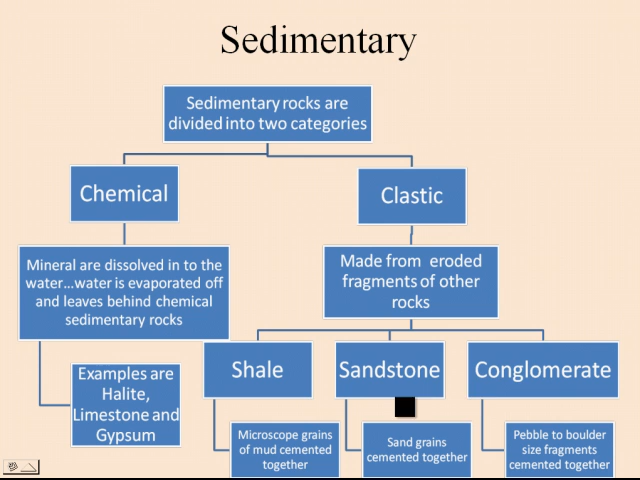 Sedimentary
Sedimentary rocks are
divided into two categories
Chemical
Clastic
Mineral are dissolved in to the
water...water is evaporated off
and leaves behind chemical
sedimentary rocks
Made from eroded
fragments of other
rocks
Examples are
Halite,
Limestone and
Gypsum
Shale
Sandstone
Conglomerate
Microscope grains
of mud cemented
together
Sand grains
cemented together
Pebble to boulder
size fragments
cemented together